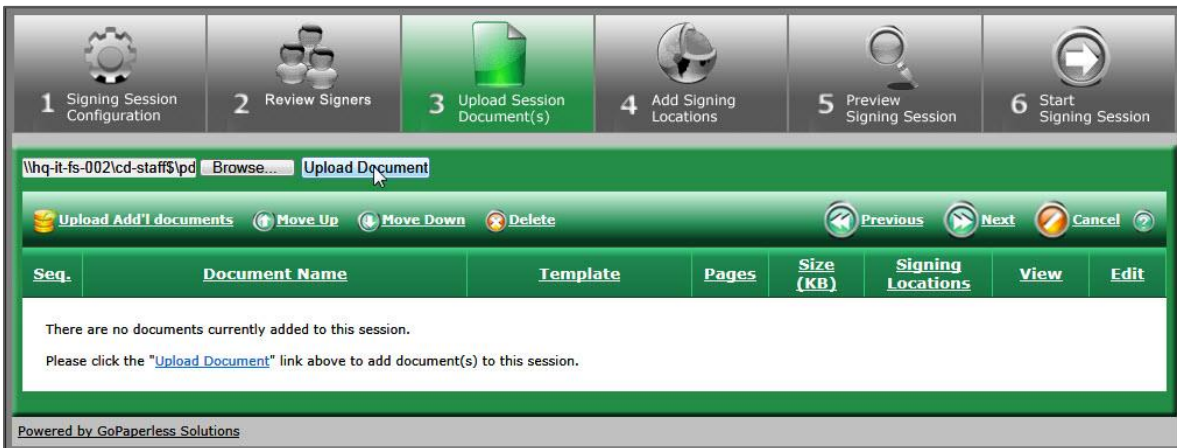 1 Signing Session Configuration
2 Review Signers
3 Upload Session Document(s)
4 Add Signing Locations
5 Preview Signing Session
6 Start Signing Session
\\hq-it-fs-002\cd-staff$\pd Browse... Upload Document
Upload Add'l documents Move Up Move Down Delete Previous Next Cancel ?
Seq. Document Name Template Pages Size (KB) Signing Locations View Edit
There are no documents currently added to this session.
Please click the "Upload Document" link above to add document(s) to this session.
Powered by GoPaperless Solutions